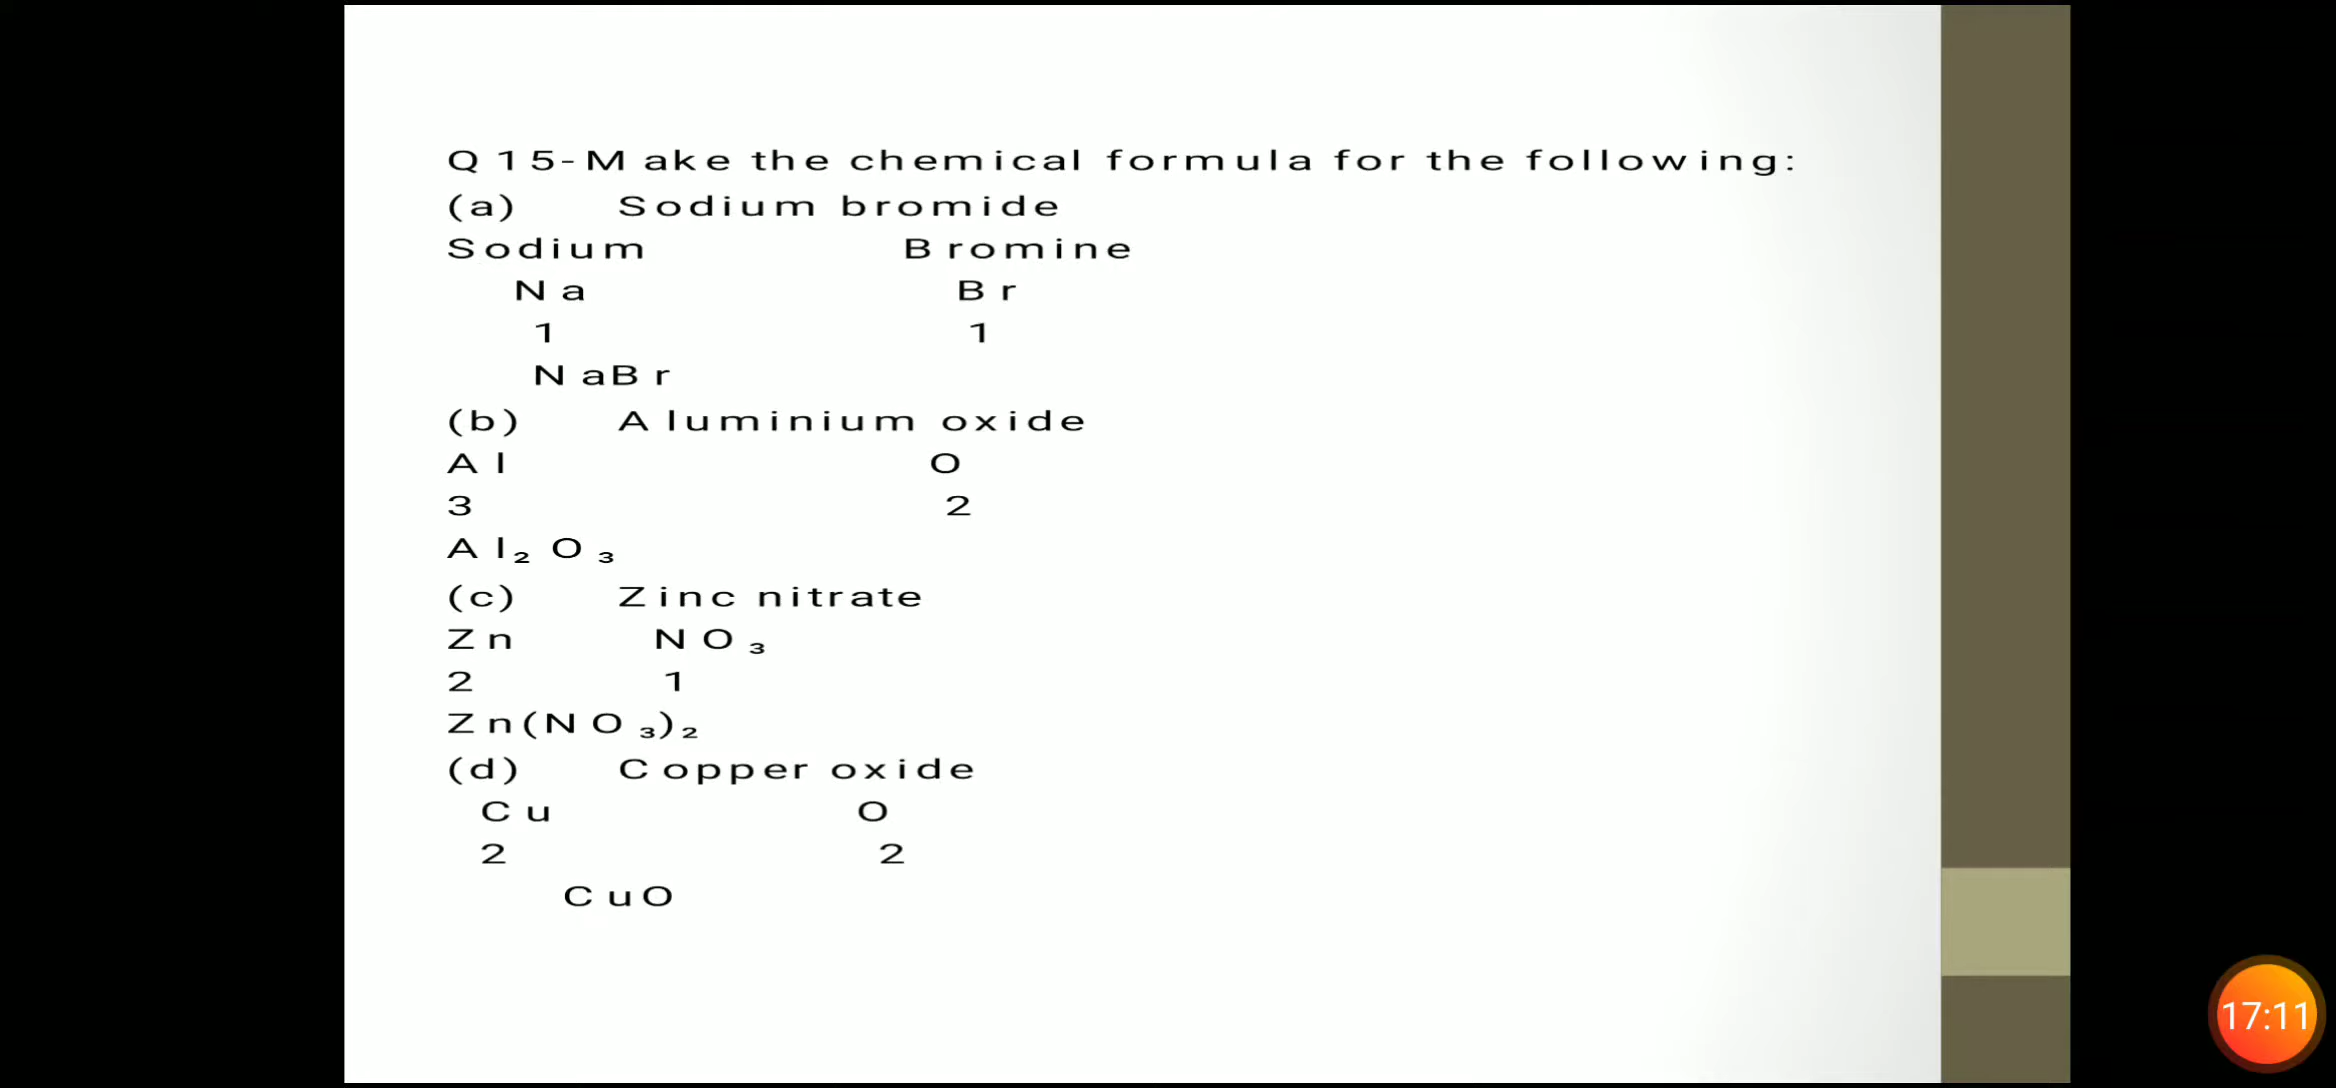 Q15-Make the chemical formula for the following:
(a) Sodium bromide
Sodium Bromine
Na Br
1 1
NaBr
(b) Aluminium oxide
Al O
3 2
Al₂O₃
(c) Zinc nitrate
Zn NO₃
2 1
Zn(NO₃)₂
(d) Copper oxide
Cu O
2 2
CuO
17:11